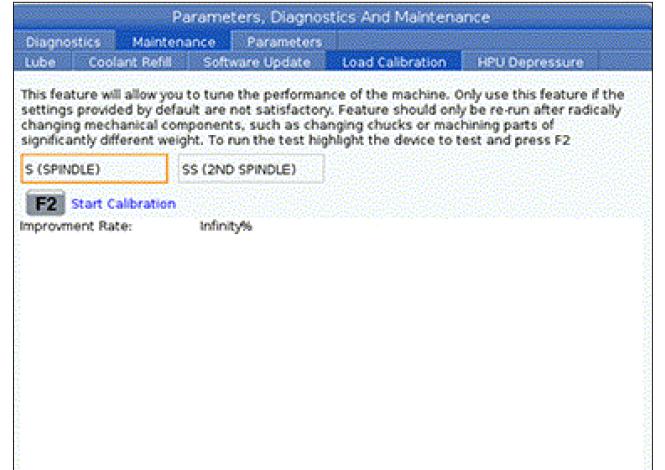 Parameters, Diagnostics And Maintenance
Diagnostics Maintenance Parameters
Lube Coolant Refill Software Update Load Calibration HPU Depressure
This feature will allow you to tune the performance of the machine. Only use this feature if the
settings provided by default are not satisfactory. Feature should only be re-run after radically
changing mechanical components, such as changing chucks or machining parts of
significantly different weight. To run the test highlight the device to test and press F2
S (SPINDLE) SS (2ND SPINDLE)
F2 Start Calibration
Improvment Rate: Infinity%